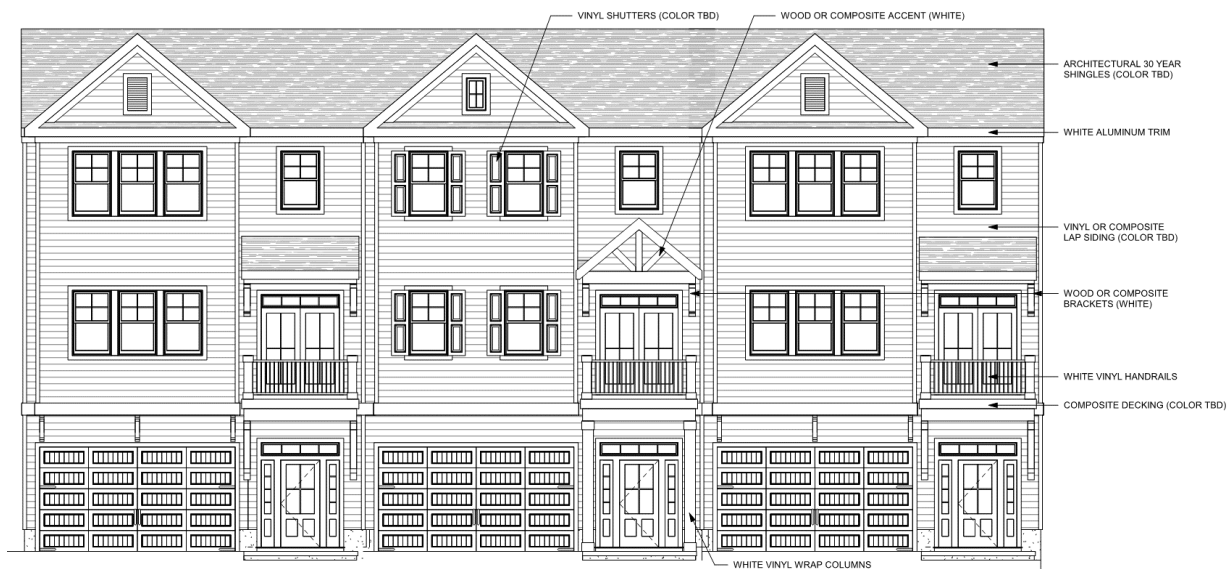 VINYL SHUTTERS (COLOR TBD)
WOOD OR COMPOSITE ACCENT (WHITE)
ARCHITECTURAL 30 YEAR
SHINGLES (COLOR TBD)
WHITE ALUMINUM TRIM
VINYL OR COMPOSITE
LAP SIDING (COLOR TBD)
WOOD OR COMPOSITE
BRACKETS (WHITE)
WHITE VINYL HANDRAILS
COMPOSITE DECKING (COLOR TBD)
WHITE VINYL WRAP COLUMNS